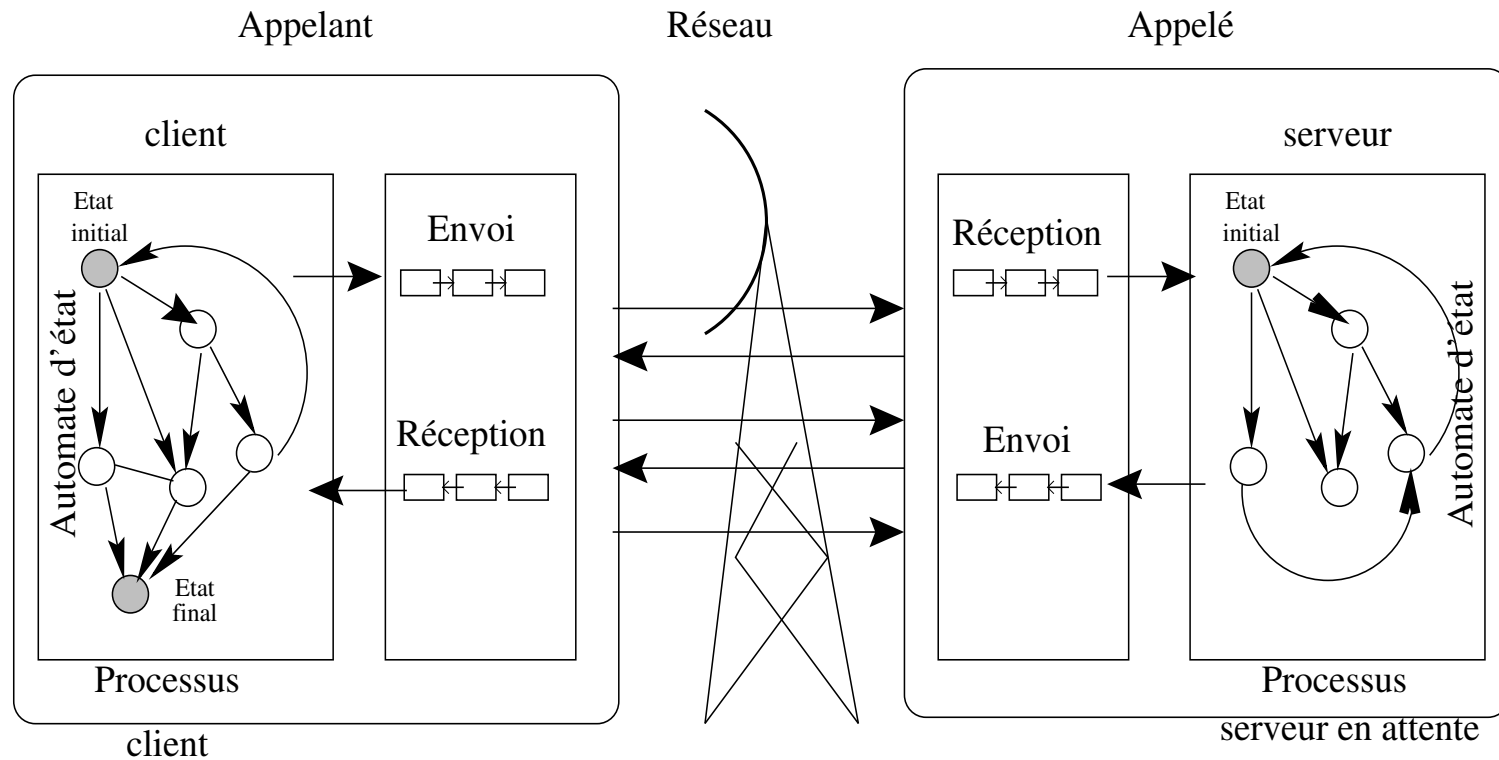 Appelant
Réseau
Appelé
client
serveur
Etat
initial
Automate d'état
Envoi
Réception
Etat
final
Processus
client
Réception
Envoi
Etat
initial
Automate d'état
Processus
serveur en attente